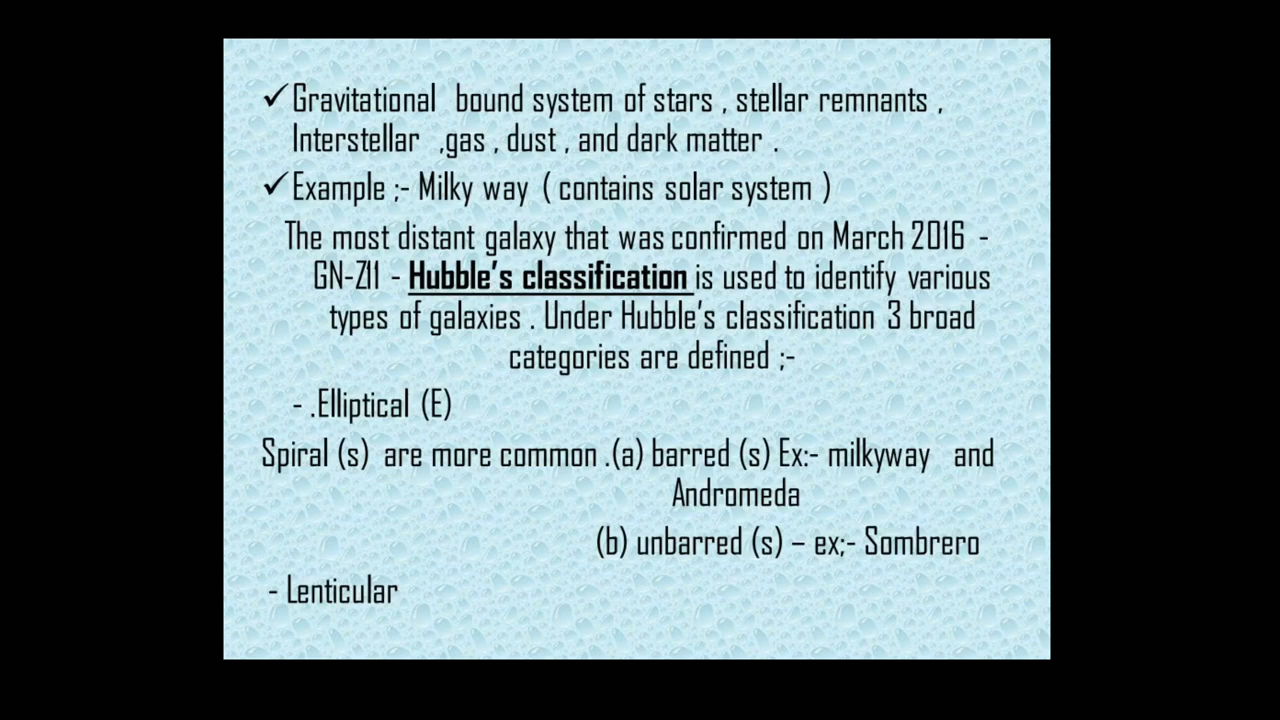 ✓Gravitational bound system of stars , stellar remnants ,
Interstellar ,gas , dust , and dark matter .
✓Example ;- Milky way ( contains solar system )
The most distant galaxy that was confirmed on March 2016 -
GN-Z11 - Hubble's classification is used to identify various
types of galaxies . Under Hubble's classification 3 broad
categories are defined ;-
- .Elliptical (E)
Spiral (s) are more common .(a) barred (s) Ex:- milkyway and
Andromeda
(b) unbarred (s) – ex;- Sombrero
- Lenticular